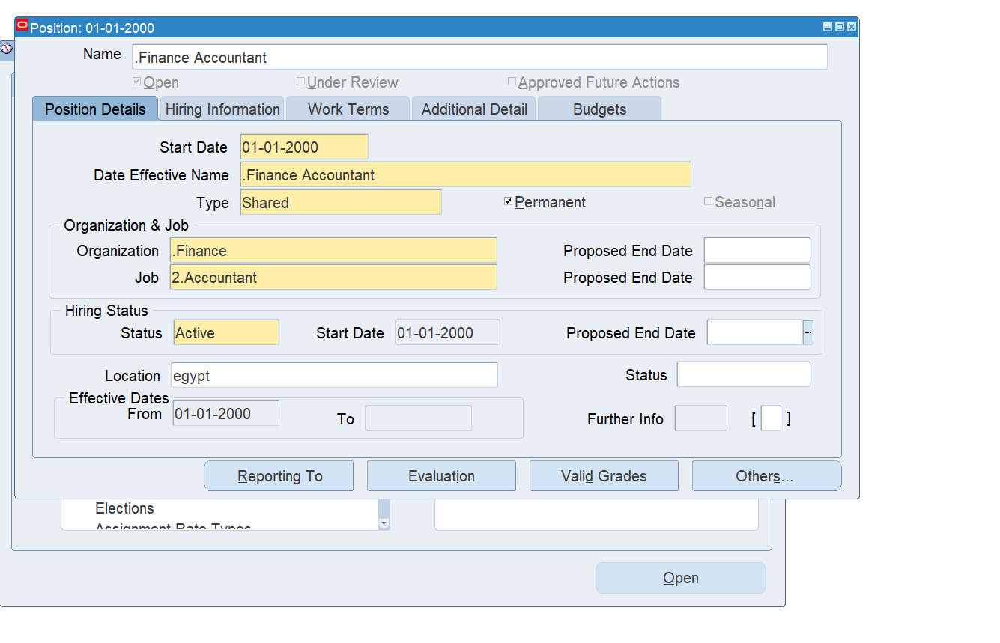 Position: 01-01-2000
Name .Finance Accountant
Open Under Review Approved Future Actions
Position Details Hiring Information Work Terms Additional Detail Budgets
Start Date 01-01-2000
Date Effective Name .Finance Accountant
Type Shared Permanent Seasonal
Organization & Job
Organization .Finance Proposed End Date
Job 2.Accountant Proposed End Date
Hiring Status
Status Active Start Date 01-01-2000 Proposed End Date ...
Location egypt Status
Effective Dates
From 01-01-2000 To Further Info [ ]
Reporting To Evaluation Valid Grades Others...
Elections
Assignment Rate Types
Open